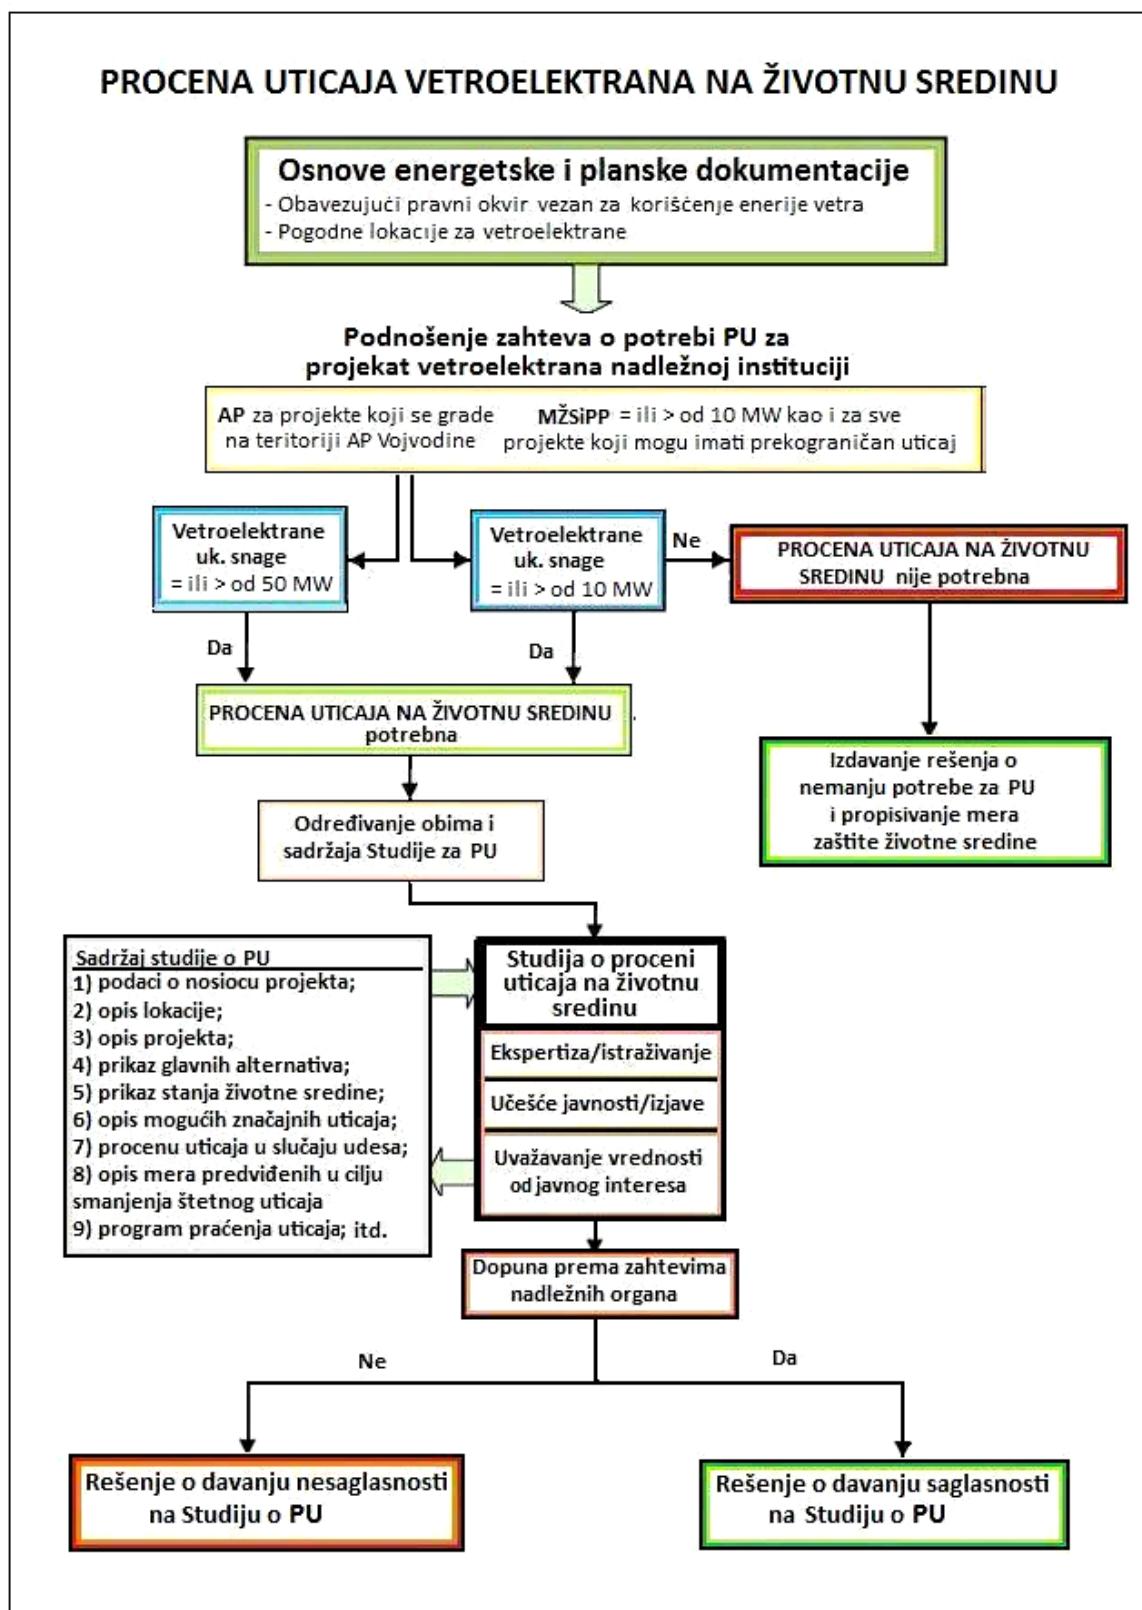 PROCENA UTICAJA VETROELEKTRANA NA ŽIVOTNU SREDINU
Osnove energetske i planske dokumentacije
- Obavezujući pravni okvir vezan za korišćenje enerije vetra
- Pogodne lokacije za vetroelektrane
Podnošenje zahteva o potrebi PU za
projekat vetroelektrana nadležnoj instituciji
AP za projekte koji se grade
na teritoriji AP Vojvodine
MŽSiPP = ili > od 10 MW kao i za sve
projekte koji mogu imati prekograničan uticaj
Vetroelektrane
uk. snage
= ili > od 50 MW
Vetroelektrane
uk. snage
= ili > od 10 MW
Ne
PROCENA UTICAJA NA ŽIVOTNU
SREDINU nije potrebna
Da
Da
PROCENA UTICAJA NA ŽIVOTNU SREDINU .
potrebna
Izdavanje rešenja o
nemanju potrebe za PU
i propisivanje mera
zaštite životne sredine
Određivanje obima i
sadržaja Studije za PU
Sadržaj studije o PU
1) podaci o nosiocu projekta;
2) opis lokacije;
3) opis projekta;
4) prikaz glavnih alternativa;
5) prikaz stanja životne sredine;
6) opis mogućih značajnih uticaja;
7) procenu uticaja u slučaju udesa;
8) opis mera predviđenih u cilju
smanjenja štetnog uticaja
9) program praćenja uticaja; itd.
Studija o proceni
uticaja na životnu
sredinu
Ekspertiza/istraživanje
Učešće javnosti/izjave
Uvažavanje vrednosti
od javnog interesa
Dopuna prema zahtevima
nadležnih organa
Ne
Da
Rešenje o davanju nesaglasnosti
na Studiju o PU
Rešenje o davanju saglasnosti
na Studiju o PU